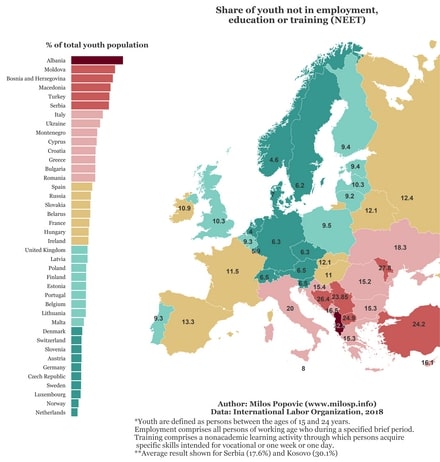 Share of youth not in employment,
education or training (NEET)
% of total youth population
Albania
Moldova
Bosnia and Herzegovina
Macedonia
Turkey
Serbia
Italy
Ukraine
Montenegro
Cyprus
Croatia
Greece
Bulgaria
Romania
Spain
Russia
Slovakia
Belarus
France
Hungary
Ireland
United Kingdom
Latvia
Poland
Finland
Estonia
Portugal
Belgium
Lithuania
Malta
Denmark
Switzerland
Slovenia
Austria
Germany
Czech Republic
Sweden
Luxembourg
Norway
Netherlands
4.6
6.2
9.4
9.4
10.3
9.2
12.4
12.1
10.9
10.3
9.3
6.3
9.5
6.3
18.3
11.5
6.5
12.1
11
27.8
15.4
15.2
26.4
23.85
20
15.3
24.9
9.3
13.3
15.3
24.2
8
16.1
Author: Milos Popovic (www.milosp.info)
Data: International Labor Organization, 2018
*Youth are defined as persons between the ages of 15 and 24 years.
Employment comprises all persons of working age who during a specified brief period.
Training comprises a nonacademic learning activity through which persons acquire
specific skills intended for vocational or one week or one day.
**Average result shown for Serbia (17.6%) and Kosovo (30.1%)